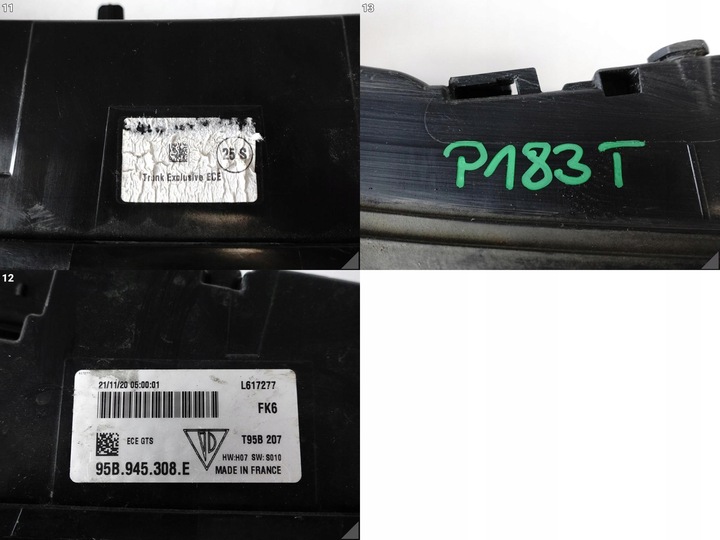 11
25 S
Trunk Exclusive ECE
13
P183T
12
21/11/20 05:00:01 L617277
FK6
ECE GTS T95B 207
HW:H07 SW:S010
95B.945.308.E MADE IN FRANCE